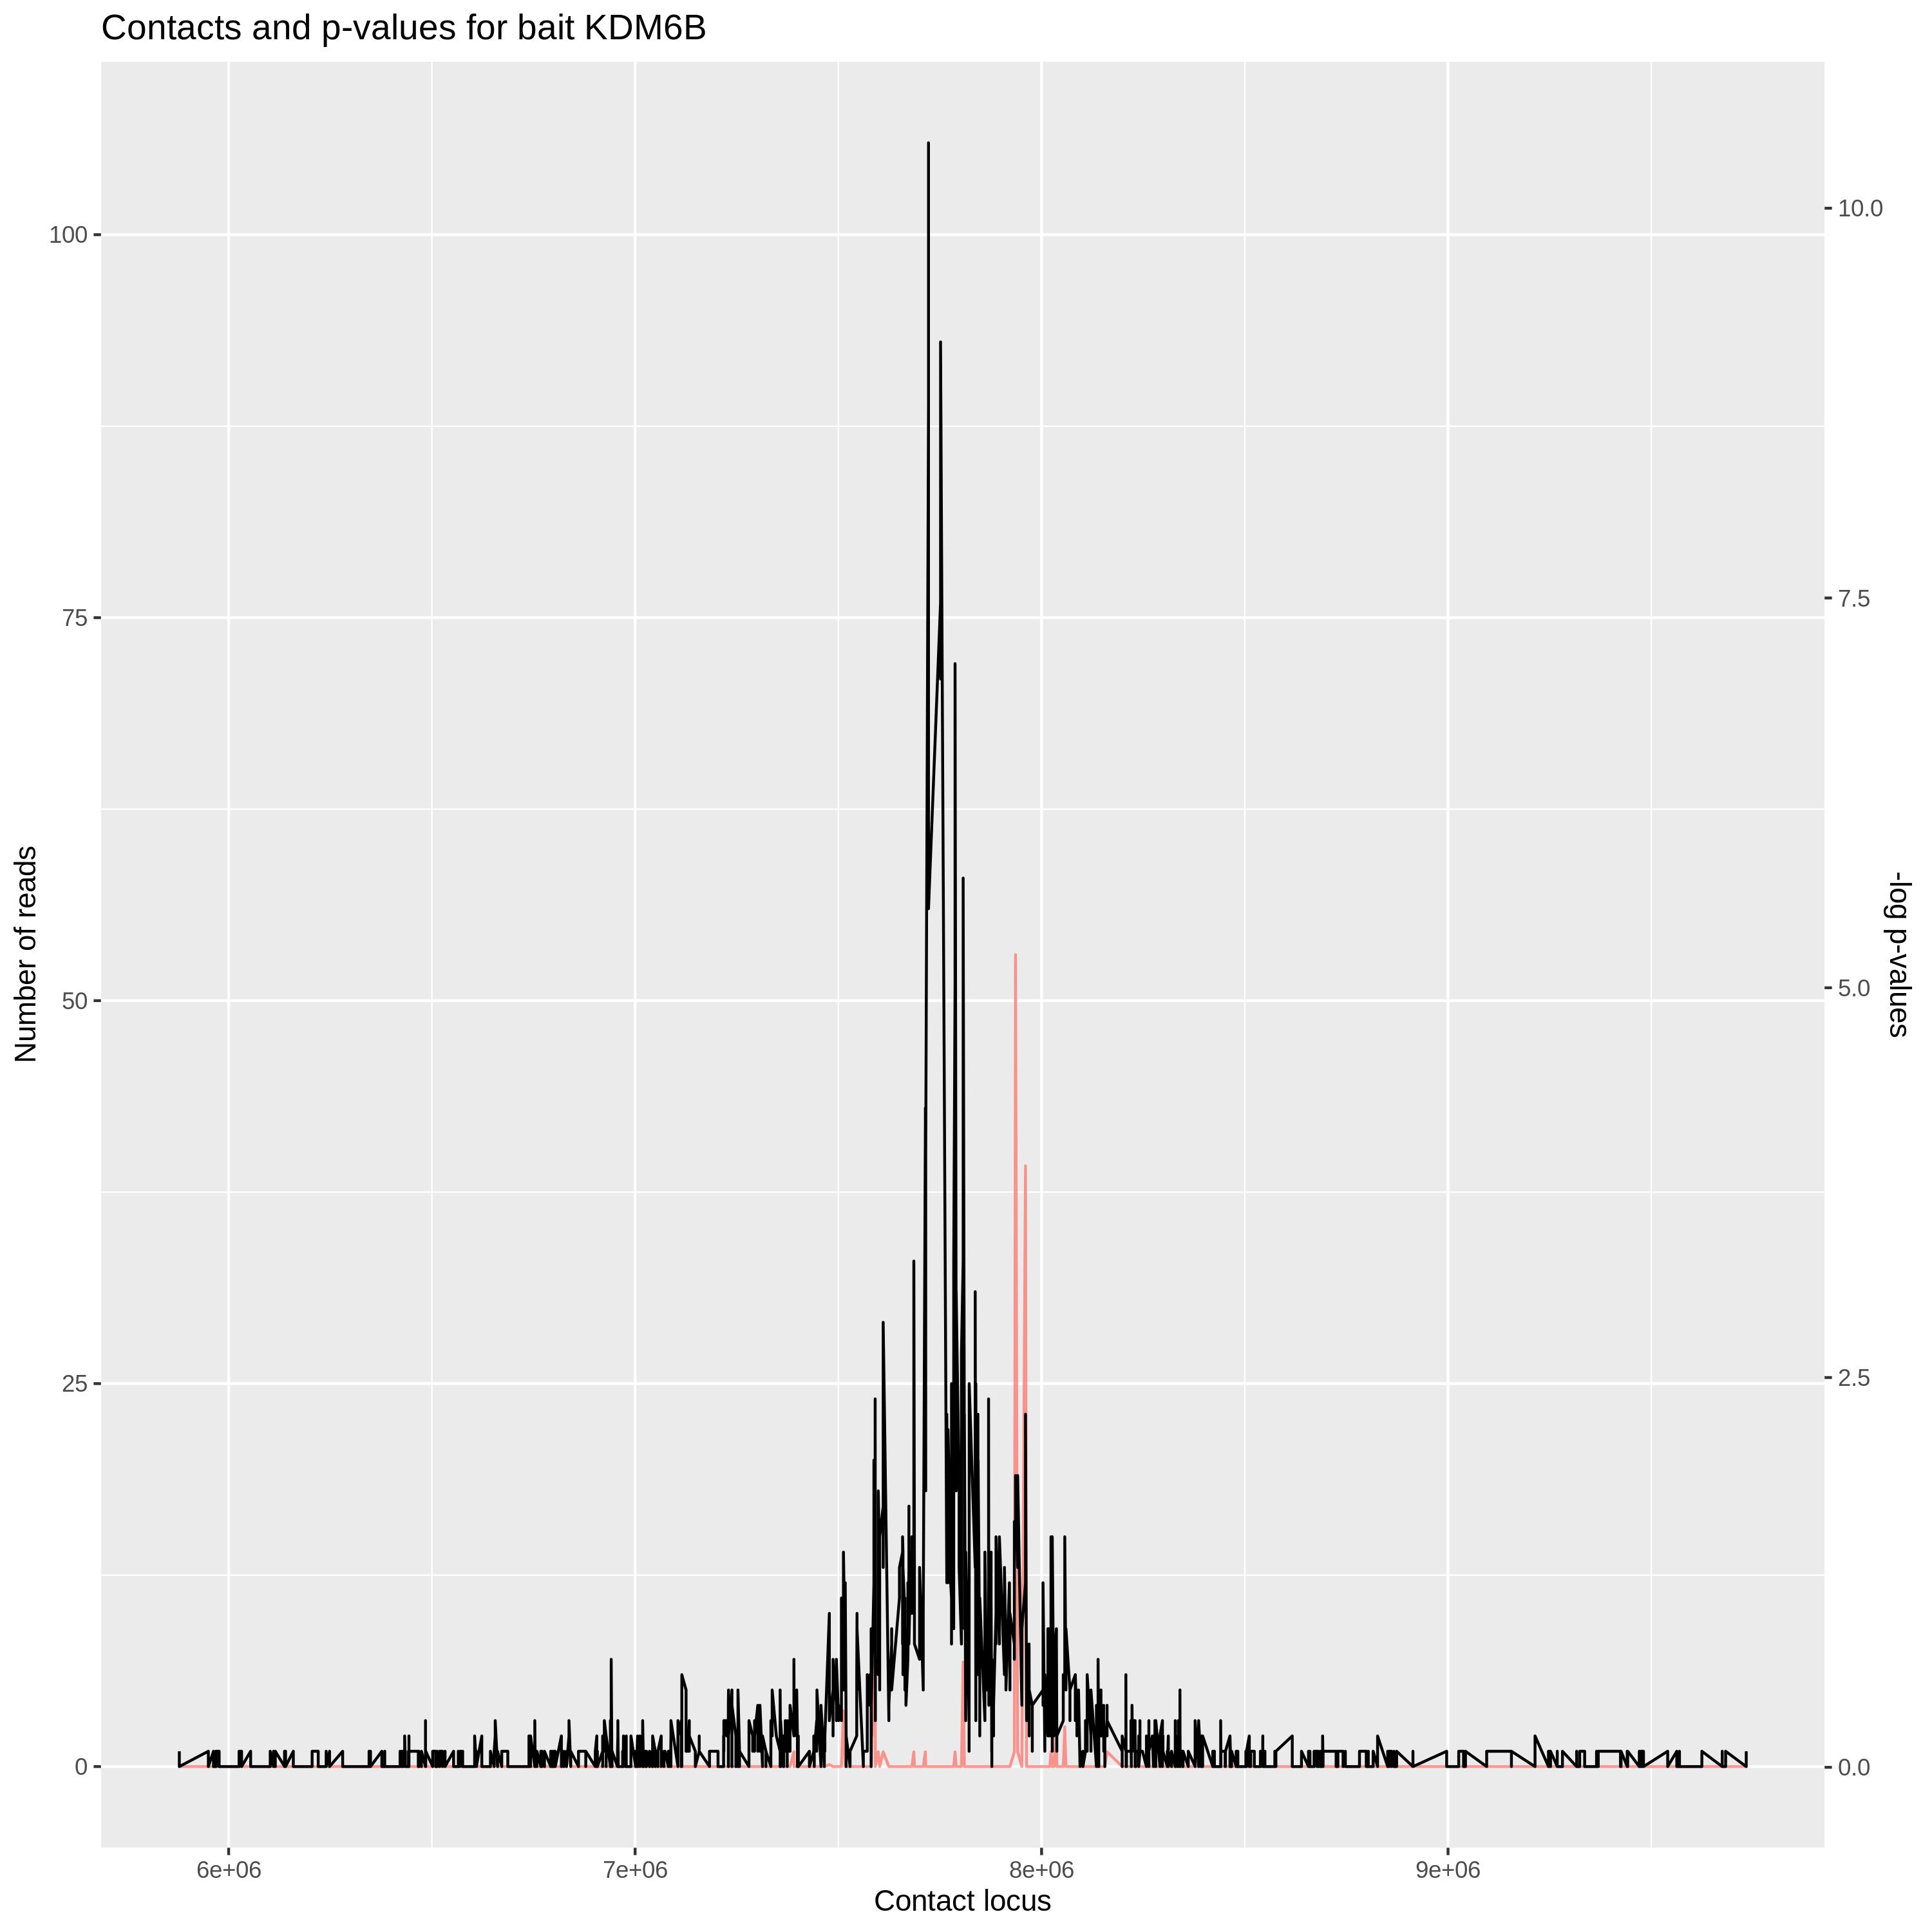 Contacts and p-values for bait KDM6B
100
75
50
25
0
Number of reads
10.0
7.5
5.0
2.5
0.0
-log p-values
6e+06
7e+06
8e+06
9e+06
Contact locus